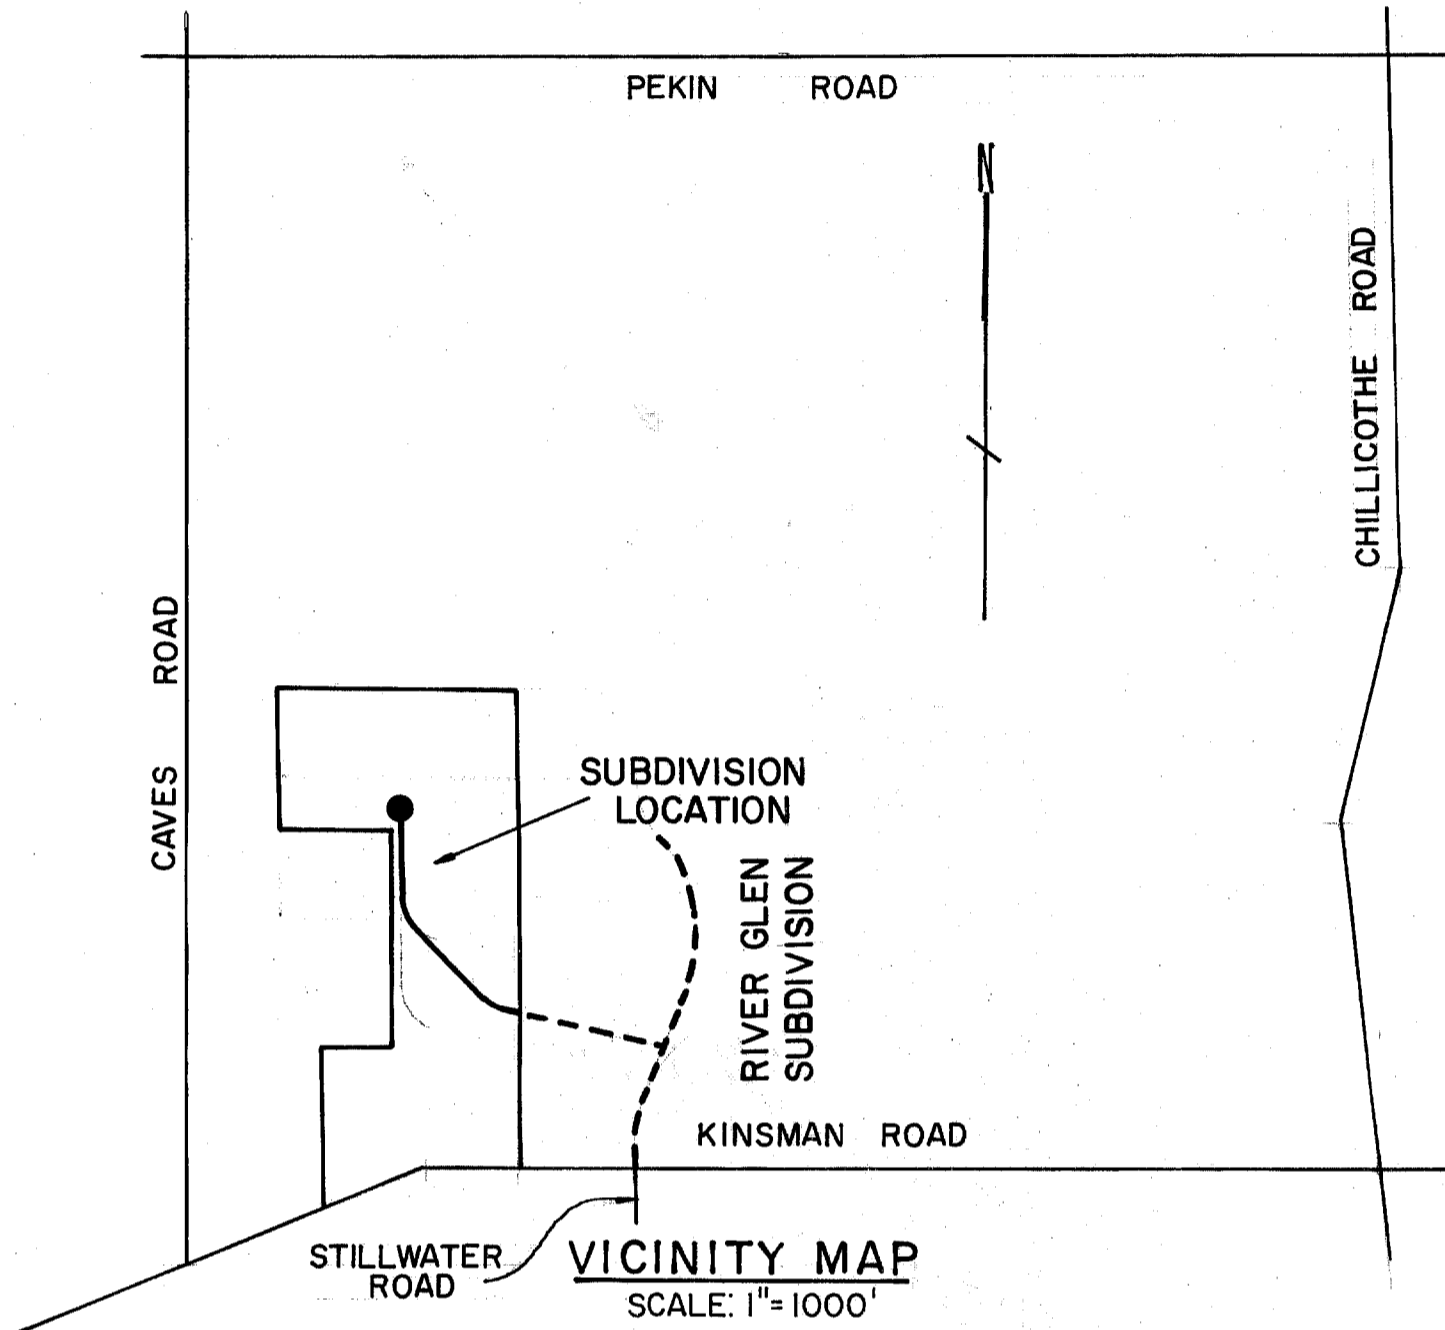 PEKIN ROAD
N
CHILLICOTHE ROAD
CAVES ROAD
SUBDIVISION
LOCATION
RIVER GLEN
SUBDIVISION
KINSMAN ROAD
STILLWATER
ROAD
VICINITY MAP
SCALE: 1"=1000'